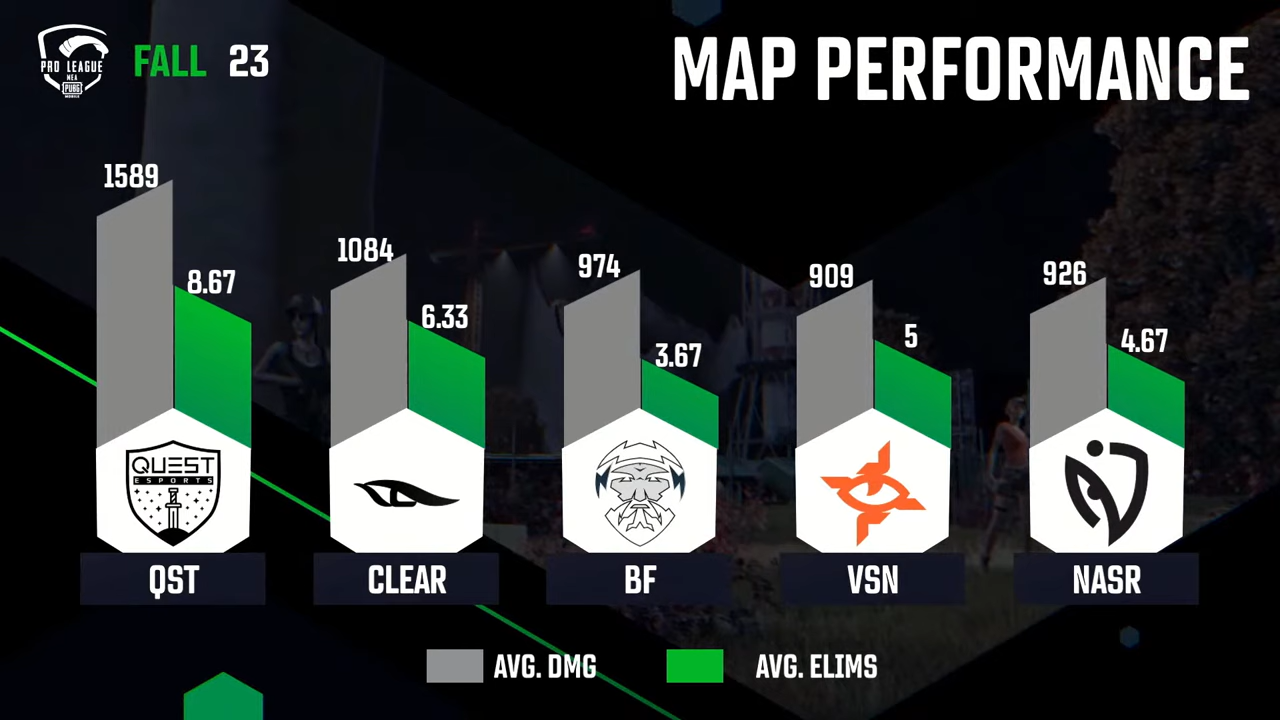 PRO LEAGUE
MEA
PUBG
MOBILE
FALL 23
MAP PERFORMANCE
1589
8.67
1084
6.33
974
3.67
909
5
926
4.67
QUEST
ESPORTS
QST
CLEAR
BF
VSN
NASR
AVG. DMG
AVG. ELIMS